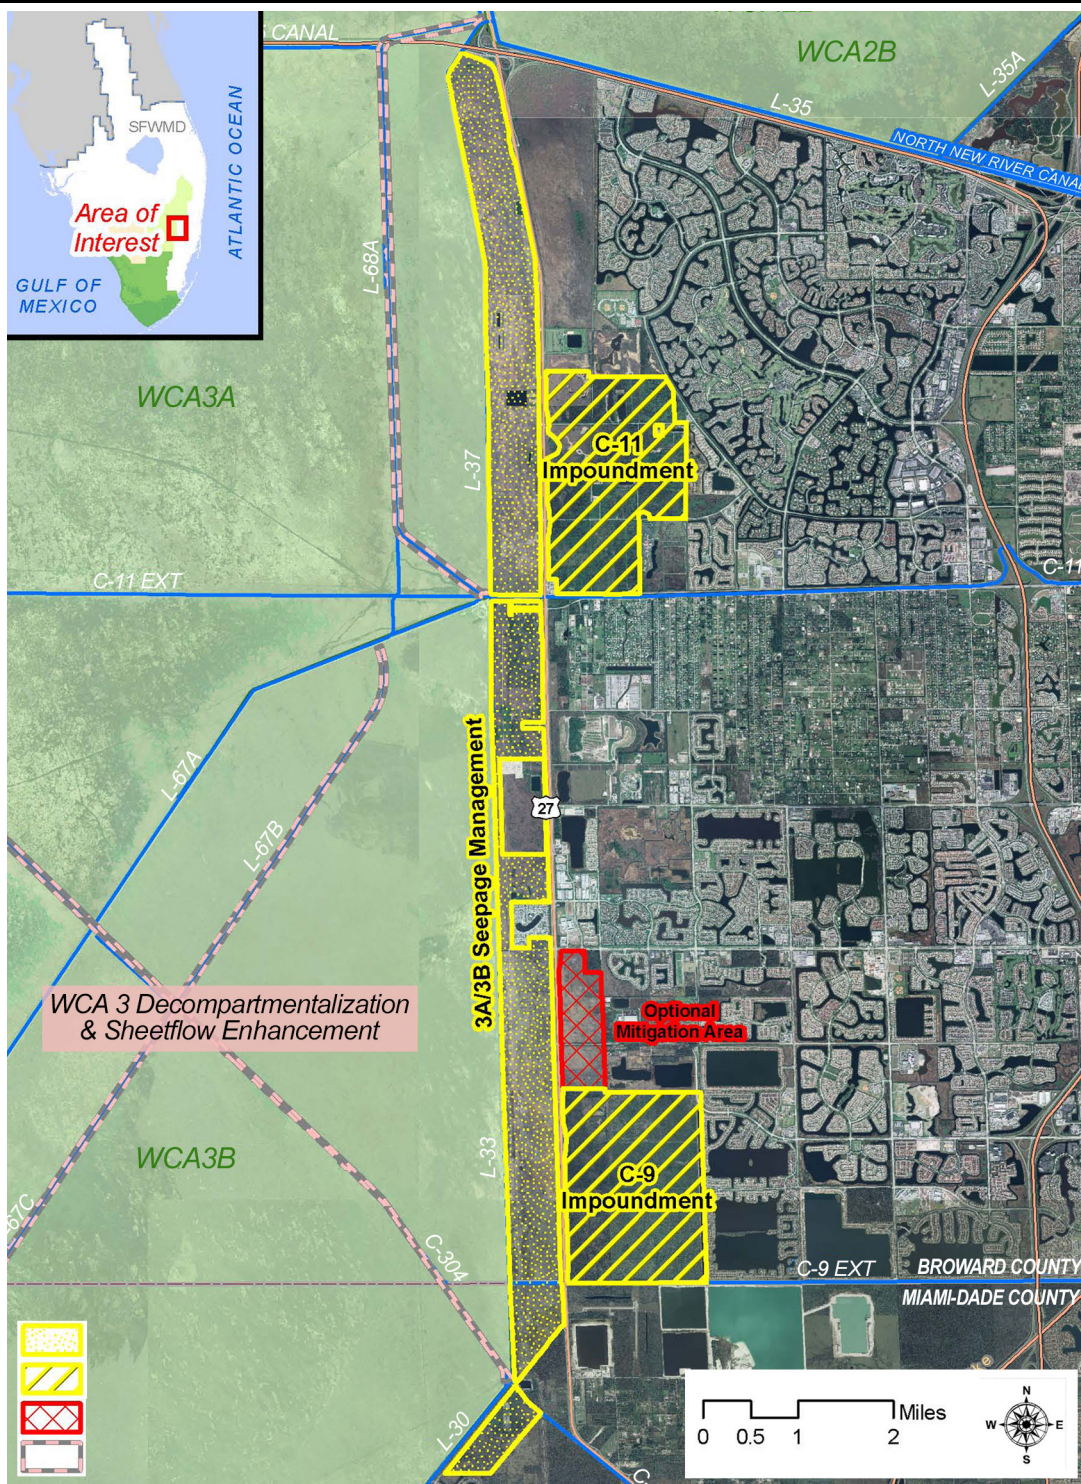 CANAL
WCA2B
L-35A
L-35
NORTH NEW RIVER CANAL
SFWMD
ATLANTIC OCEAN
Area of
Interest
GULF OF
MEXICO
L-68A
WCA3A
L-37
C-11
Impoundment
C-11 EXT
C-11
L-67A
L-67B
3A/3B Seepage Management
27
WCA 3 Decompartmentalization
& Sheetflow Enhancement
Optional
Mitigation Area
WCA3B
L-33
C-9
Impoundment
67C
C-304
C-9 EXT
BROWARD COUNTY
MIAMI-DADE COUNTY
L-30
Miles
0 0.5 1 2
N
W E
S